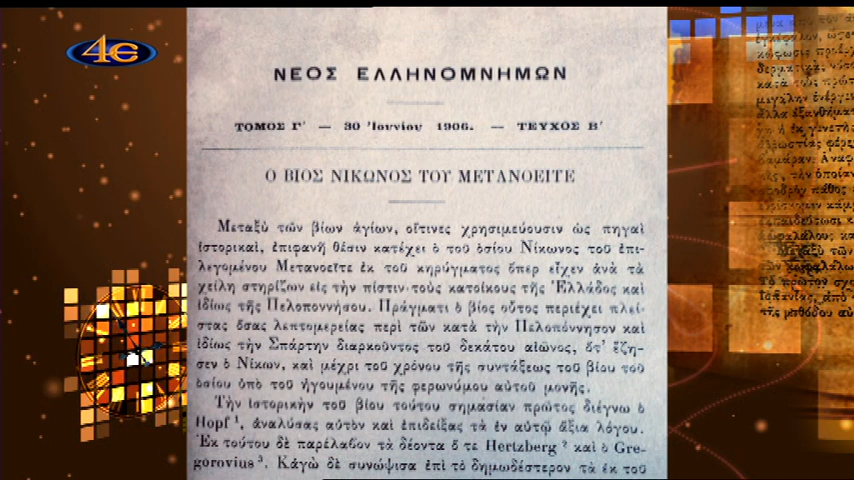 4Ε
ΝΕΟΣ ΕΛΛΗΝΟΜΝΗΜΩΝ
ΤΟΜΟΣ Γ' — 30 Ἰουνίου 1906. — ΤΕΥΧΟΣ Β'
Ο ΒΙΟΣ ΝΙΚΩΝΟΣ ΤΟΥ ΜΕΤΑΝΟΕΙΤΕ
Μεταξὺ τῶν βίων ἁγίων, οἵτινες χρησιμεύουσιν ὡς πηγαὶ
ἱστορικαί, ἐπιφανῆ θέσιν κατέχει ὁ τοῦ ὁσίου Νίκωνος τοῦ ἐπι-
λεγομένου Μετανοεῖτε ἐκ τοῦ κηρύγματος ὅπερ εἶχεν ἀνὰ τὰ
χείλη στηρίζων εἰς τὴν πίστιν τοὺς κατοίκους τῆς Ἑλλάδος καὶ
ἰδίως τῆς Πελοποννήσου. Πράγματι ὁ βίος οὗτος περιέχει πλεί-
στας ὅσας λεπτομερείας περὶ τῶν κατὰ τὴν Πελοπόννησον καὶ
ἰδίως τὴν Σπάρτην διαρκοῦντος τοῦ δεκάτου αἰῶνος, ὅτ' ἔζη-
σεν ὁ Νίκων, καὶ μέχρι τοῦ χρόνου τῆς συντάξεως τοῦ βίου τοῦ
ὁσίου ὑπὸ τοῦ ἡγουμένου τῆς φερωνύμου αὐτοῦ μονῆς.
Τὴν ἱστορικὴν τοῦ βίου τούτου σημασίαν πρῶτος διέγνω ὁ
Hopf ¹, ἀναλύσας αὐτὸν καὶ ἐπιδείξας τὰ ἐν αὐτῷ ἄξια λόγου.
Ἐκ τούτου δὲ παρέλαβον τὰ δέοντα ὅ τε Hertzberg ² καὶ ὁ Gre-
gorovius ³. Κἀγὼ δὲ συνώψισα ἐπὶ τὸ δημωδέστερον τὰ ἐκ τοῦ